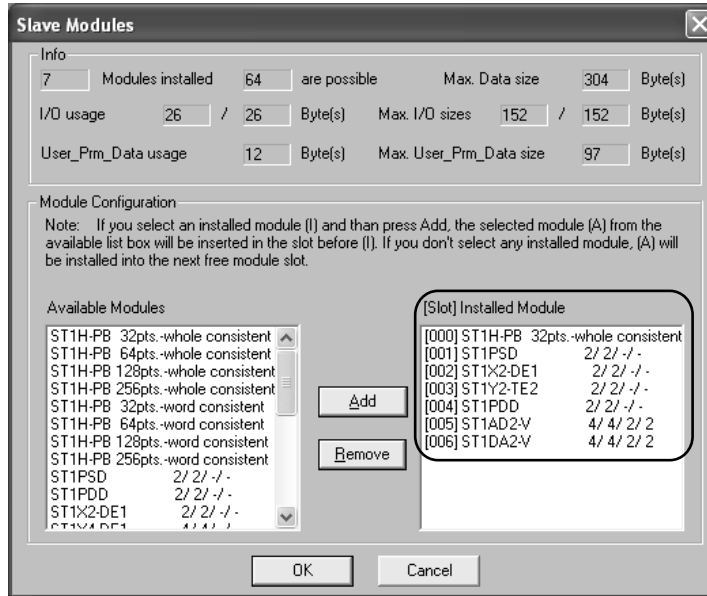 Slave Modules
Info
7 Modules installed 64 are possible Max. Data size 304 Byte(s)
I/O usage 26 / 26 Byte(s) Max. I/O sizes 152 / 152 Byte(s)
User_Prm_Data usage 12 Byte(s) Max. User_Prm_Data size 97 Byte(s)
Module Configuration
Note: If you select an installed module (I) and than press Add, the selected module (A) from the
available list box will be inserted in the slot before (I). If you don't select any installed module, (A) will
be installed into the next free module slot.
Available Modules
ST1H-PB 32pts.-whole consistent
ST1H-PB 64pts.-whole consistent
ST1H-PB 128pts.-whole consistent
ST1H-PB 256pts.-whole consistent
ST1H-PB 32pts.-word consistent
ST1H-PB 64pts.-word consistent
ST1H-PB 128pts.-word consistent
ST1H-PB 256pts.-word consistent
ST1PSD 2/ 2/ -/ -
ST1PDD 2/ 2/ -/ -
ST1X2-DE1 2/ 2/ -/ -
ST1X4-DE1 4/ 4/ -/ -
Add
Remove
[Slot] Installed Module
[000] ST1H-PB 32pts.-whole consistent
[001] ST1PSD 2/ 2/ -/ -
[002] ST1X2-DE1 2/ 2/ -/ -
[003] ST1Y2-TE2 2/ 2/ -/ -
[004] ST1PDD 2/ 2/ -/ -
[005] ST1AD2-V 4/ 4/ 2/ 2
[006] ST1DA2-V 4/ 4/ 2/ 2
OK Cancel